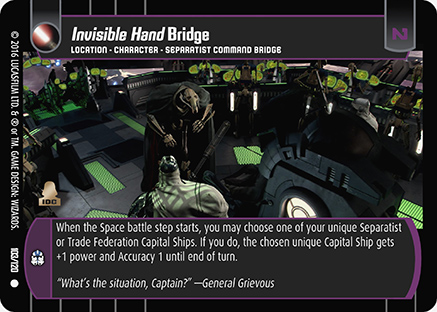 Invisible Hand Bridge
N
LOCATION - CHARACTER - SEPARATIST COMMAND BRIDGE
©2016 LUCASFILM LTD. & ® or TM. GAME DESIGN: WIZARDS.
IDC
When the Space battle step starts, you may choose one of your unique Separatist
or Trade Federation Capital Ships. If you do, the chosen unique Capital Ship gets
+1 power and Accuracy 1 until end of turn.
"What's the situation, Captain?" —General Grievous